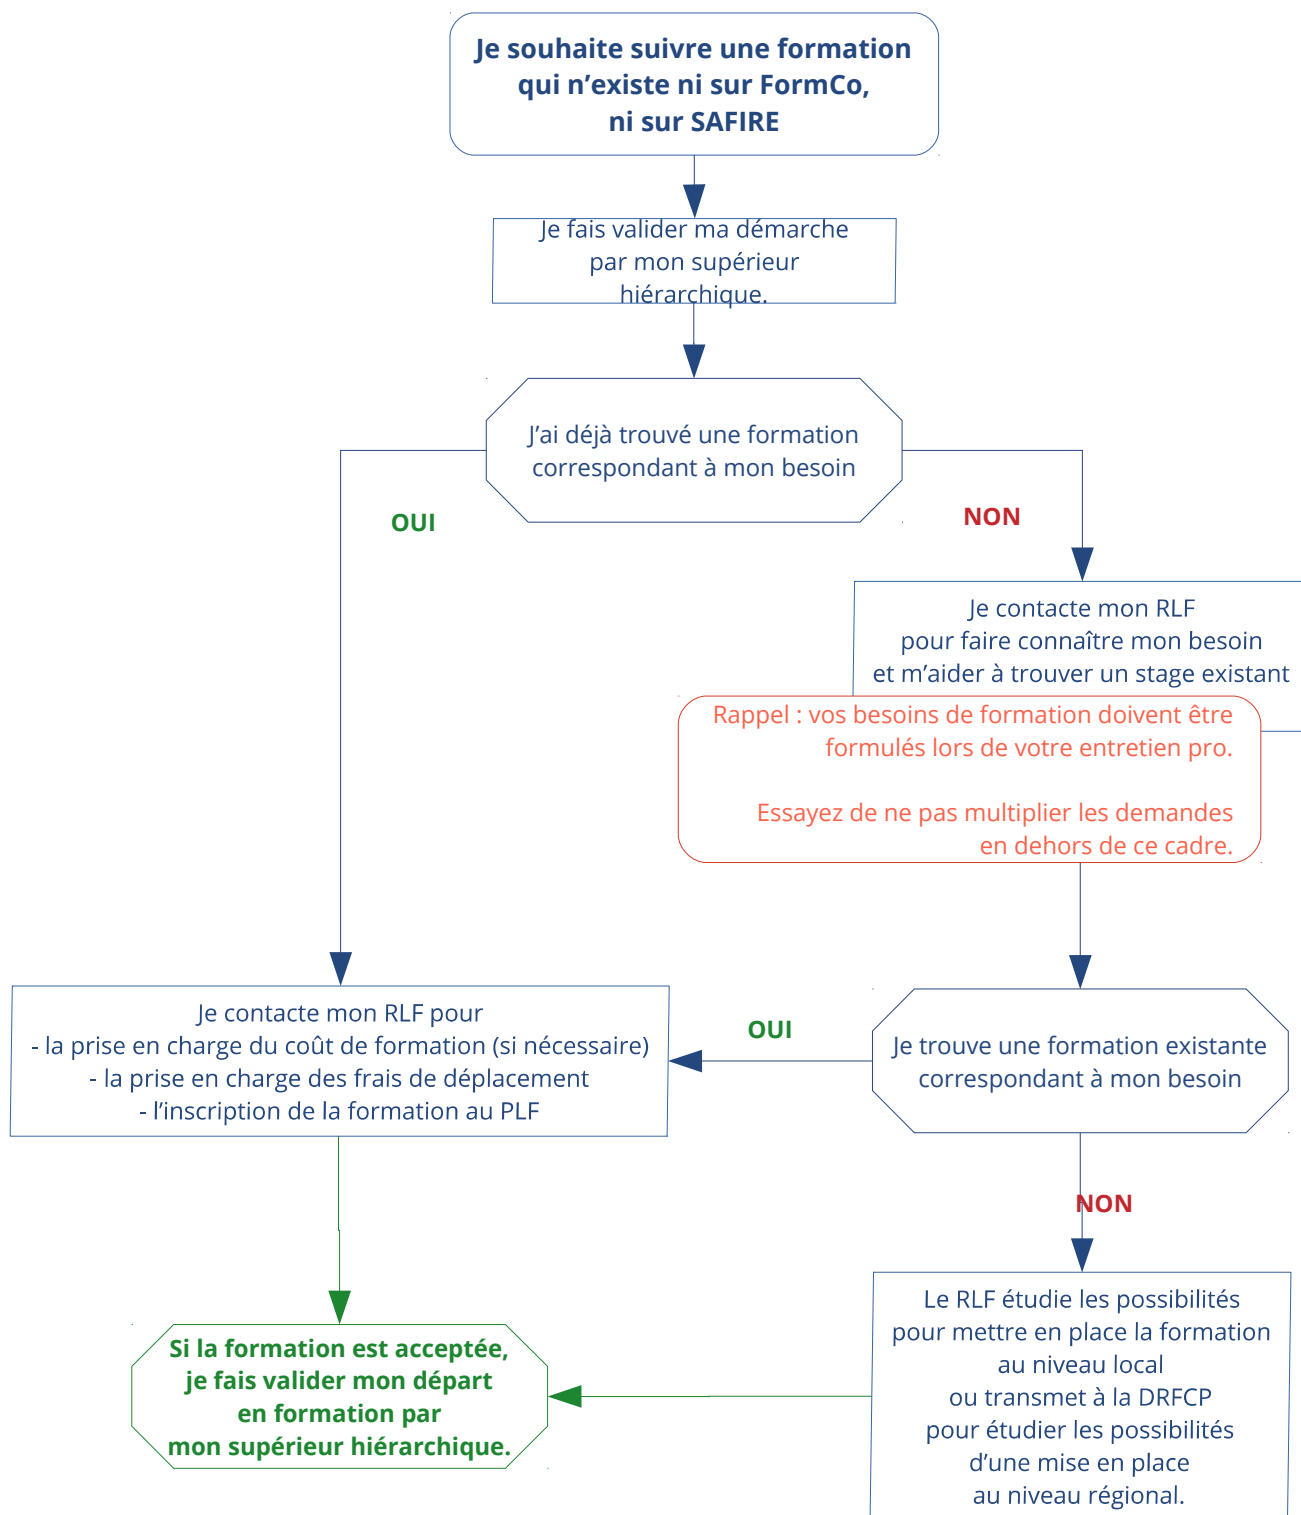 Je souhaite suivre une formation
qui n’existe ni sur FormCo,
ni sur SAFIRE
Je fais valider ma démarche
par mon supérieur
hiérarchique.
J’ai déjà trouvé une formation
correspondant à mon besoin
OUI
NON
Je contacte mon RLF
pour faire connaître mon besoin
et m’aider à trouver un stage existant
Rappel : vos besoins de formation doivent être
formulés lors de votre entretien pro.
Essayez de ne pas multiplier les demandes
en dehors de ce cadre.
Je contacte mon RLF pour
- la prise en charge du coût de formation (si nécessaire)
- la prise en charge des frais de déplacement
- l’inscription de la formation au PLF
OUI
Je trouve une formation existante
correspondant à mon besoin
NON
Si la formation est acceptée,
je fais valider mon départ
en formation par
mon supérieur hiérarchique.
Le RLF étudie les possibilités
pour mettre en place la formation
au niveau local
ou transmet à la DRFCP
pour étudier les possibilités
d’une mise en place
au niveau régional.